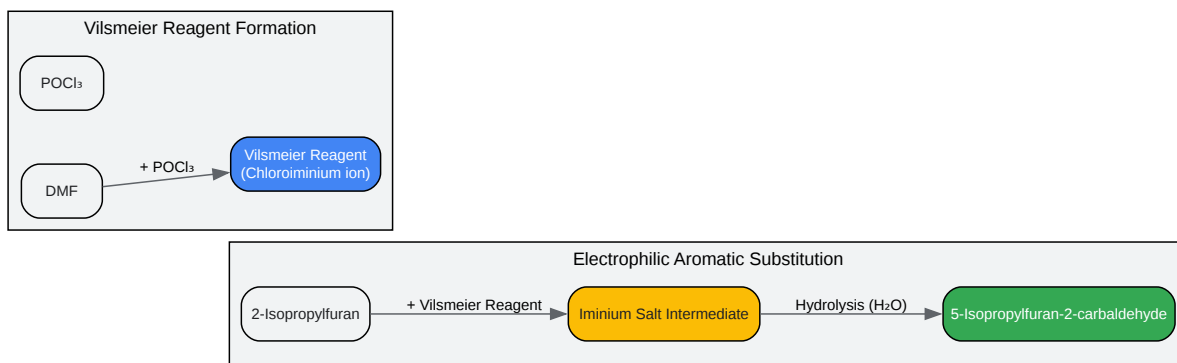 Vilsmeier Reagent Formation
POCl₃
DMF
+ POCl₃
Vilsmeier Reagent
(Chloroiminium ion)
Electrophilic Aromatic Substitution
2-Isopropylfuran
+ Vilsmeier Reagent
Iminium Salt Intermediate
Hydrolysis (H₂O)
5-Isopropylfuran-2-carbaldehyde